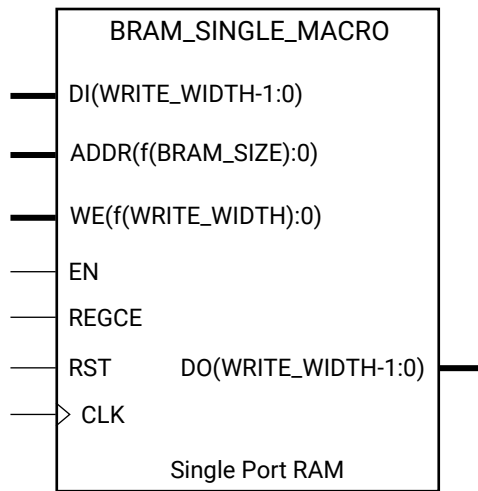 BRAM_SINGLE_MACRO
DI(WRITE_WIDTH-1:0)
ADDR(f(BRAM_SIZE):0)
WE(f(WRITE_WIDTH):0)
EN
REGCE
RST DO(WRITE_WIDTH-1:0)
CLK
Single Port RAM